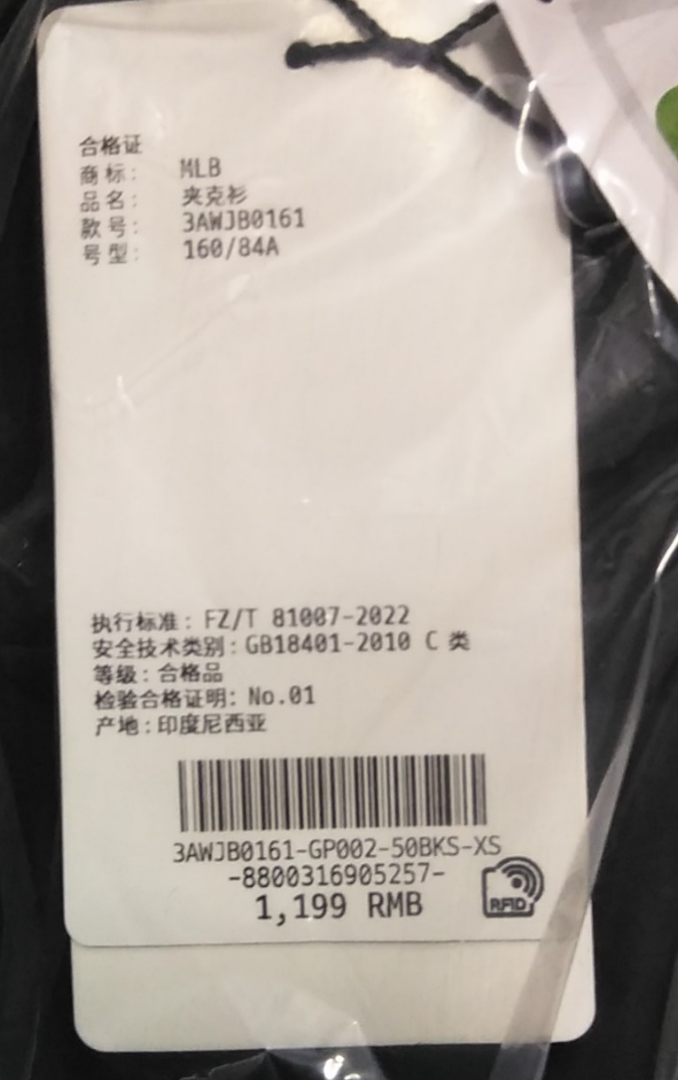 合格证
商标: MLB
品名: 夹克衫
款号: 3AWJB0161
号型: 160/84A
执行标准: FZ/T 81007-2022
安全技术类别: GB18401-2010 C 类
等级: 合格品
检验合格证明: No.01
产地: 印度尼西亚
3AWJB0161-GP002-50BKS-XS
-8800316905257-
1,199 RMB
RFID